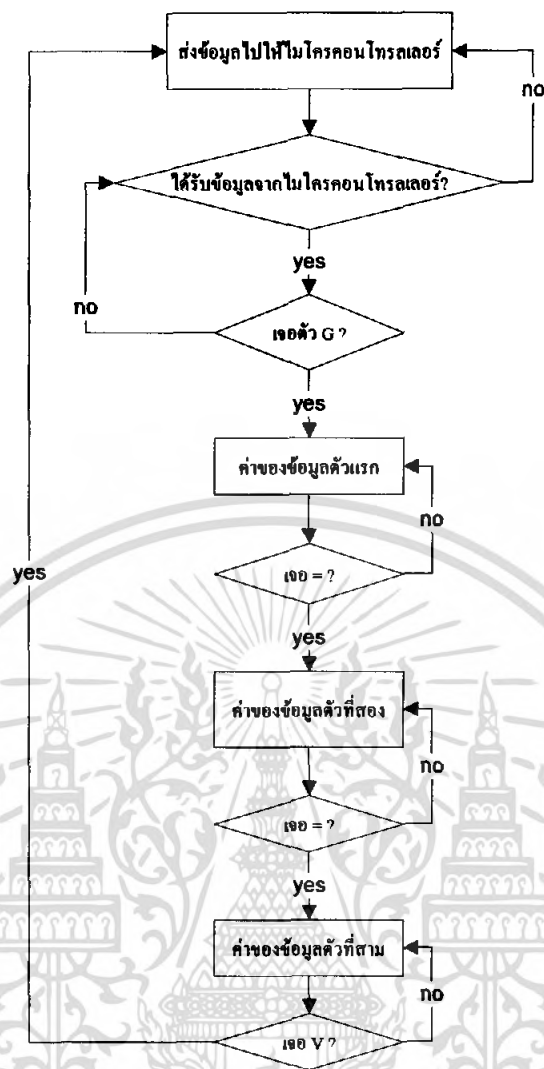 ส่งข้อมูลไปให้ไมโครคอนโทรลเลอร์
no
ได้รับข้อมูลจากไมโครคอนโทรลเลอร์?
yes
no
เจอตัว G ?
yes
ค่าของข้อมูลตัวแรก
no
เจอ = ?
yes
yes
ค่าของข้อมูลตัวที่สอง
no
เจอ = ?
yes
ค่าของข้อมูลตัวที่สาม
no
เจอ V ?